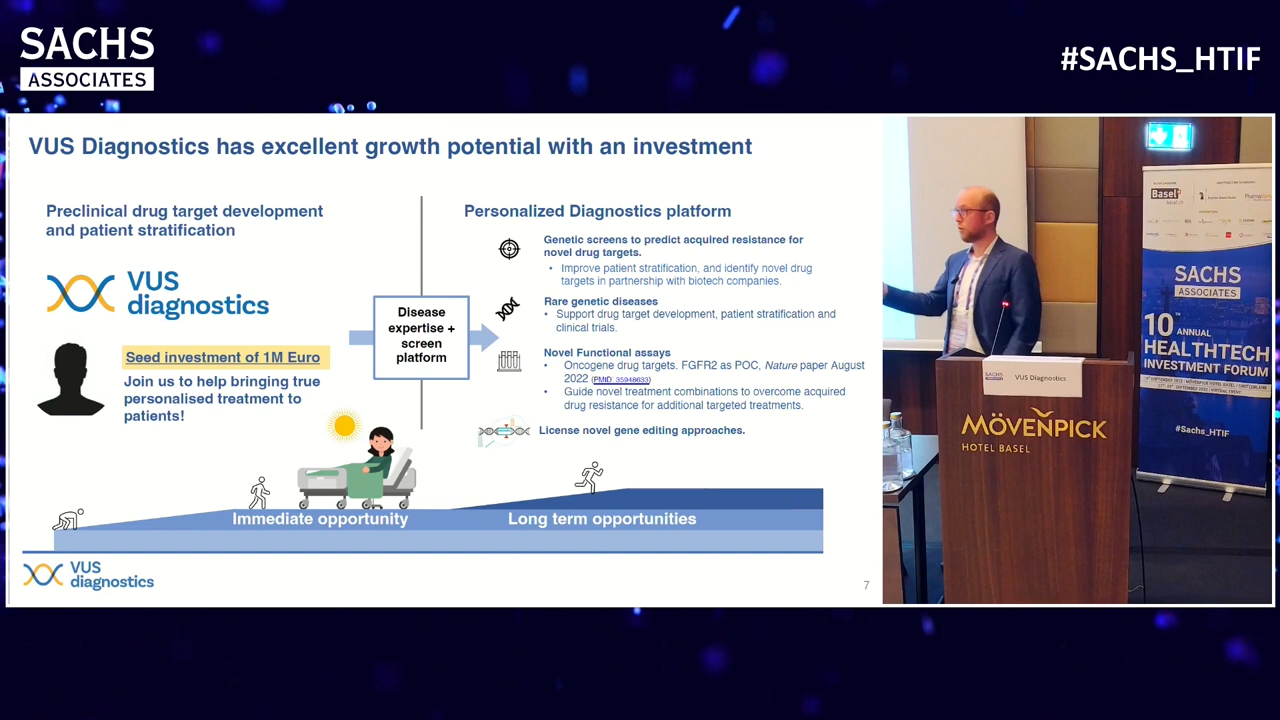 SACHS
ASSOCIATES
#SACHS_HTIF
VUS Diagnostics has excellent growth potential with an investment
Preclinical drug target development
and patient stratification
VUS
diagnostics
Seed investment of 1M Euro
Join us to help bringing true
personalised treatment to
patients!
Disease
expertise +
screen
platform
Personalized Diagnostics platform
Genetic screens to predict acquired resistance for
novel drug targets.
• Improve patient stratification, and identify novel drug
targets in partnership with biotech companies.
Rare genetic diseases
• Support drug target development, patient stratification and
clinical trials.
Novel Functional assays
• Oncogene drug targets. FGFR2 as POC, Nature paper August
2022 (PMID: 35948633)
• Guide novel treatment combinations to overcome acquired
drug resistance for additional targeted treatments.
License novel gene editing approaches.
Immediate opportunity
Long term opportunities
VUS
diagnostics
7
SACHS
VUS Diagnostics
MÖVENPICK
HOTEL BASEL
Basel
SACHS
ASSOCIATES
10TH ANNUAL
HEALTHTECH
INVESTMENT FORUM
#Sachs_HTIF